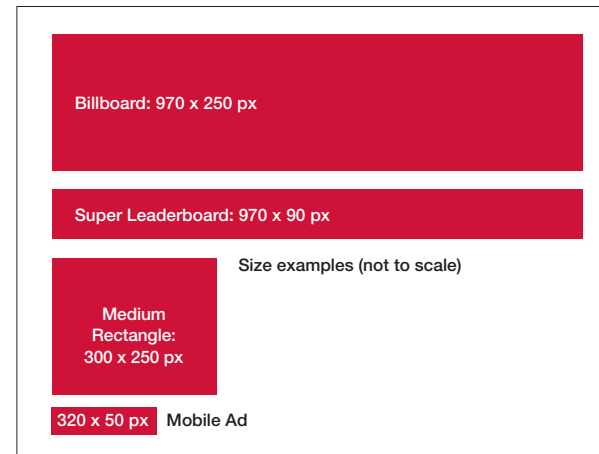 Billboard: 970 x 250 px
Super Leaderboard: 970 x 90 px
Size examples (not to scale)
Medium
Rectangle:
300 x 250 px
320 x 50 px Mobile Ad